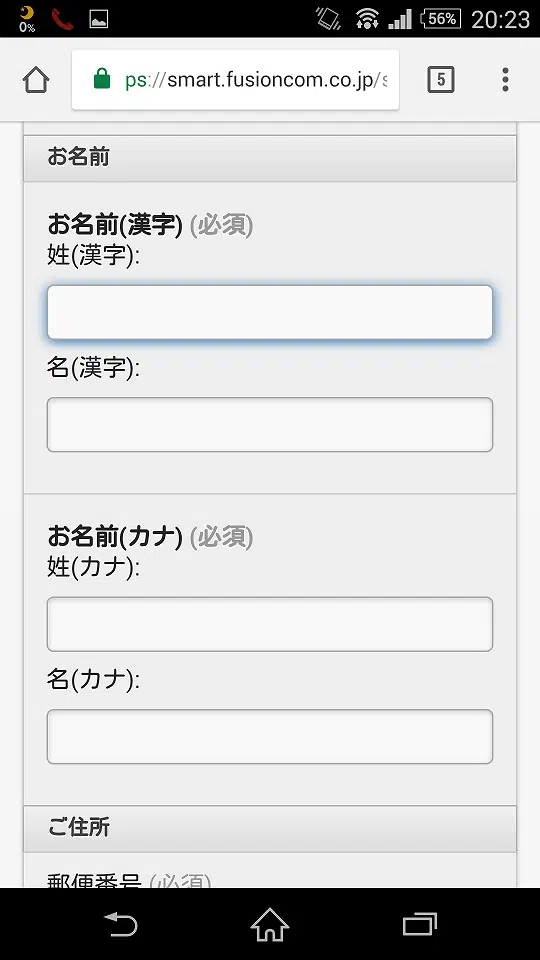 0%
56%
20:23
ps://smart.fusioncom.co.jp/s
5
お名前
お名前(漢字) (必須)
姓(漢字):
名(漢字):
お名前(カナ) (必須)
姓(カナ):
名(カナ):
ご住所
郵便番号 (必須)